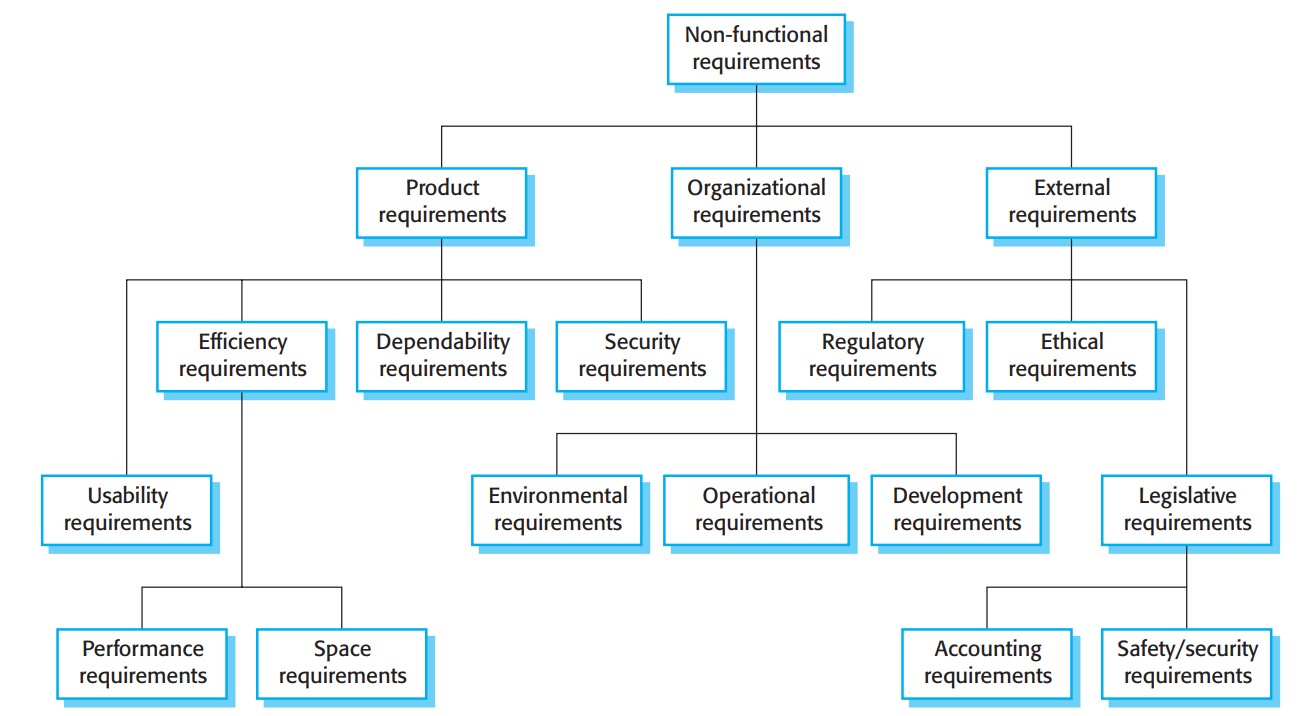 Non-functional
requirements
Product
requirements
Organizational
requirements
External
requirements
Efficiency
requirements
Dependability
requirements
Security
requirements
Regulatory
requirements
Ethical
requirements
Usability
requirements
Environmental
requirements
Operational
requirements
Development
requirements
Legislative
requirements
Performance
requirements
Space
requirements
Accounting
requirements
Safety/security
requirements